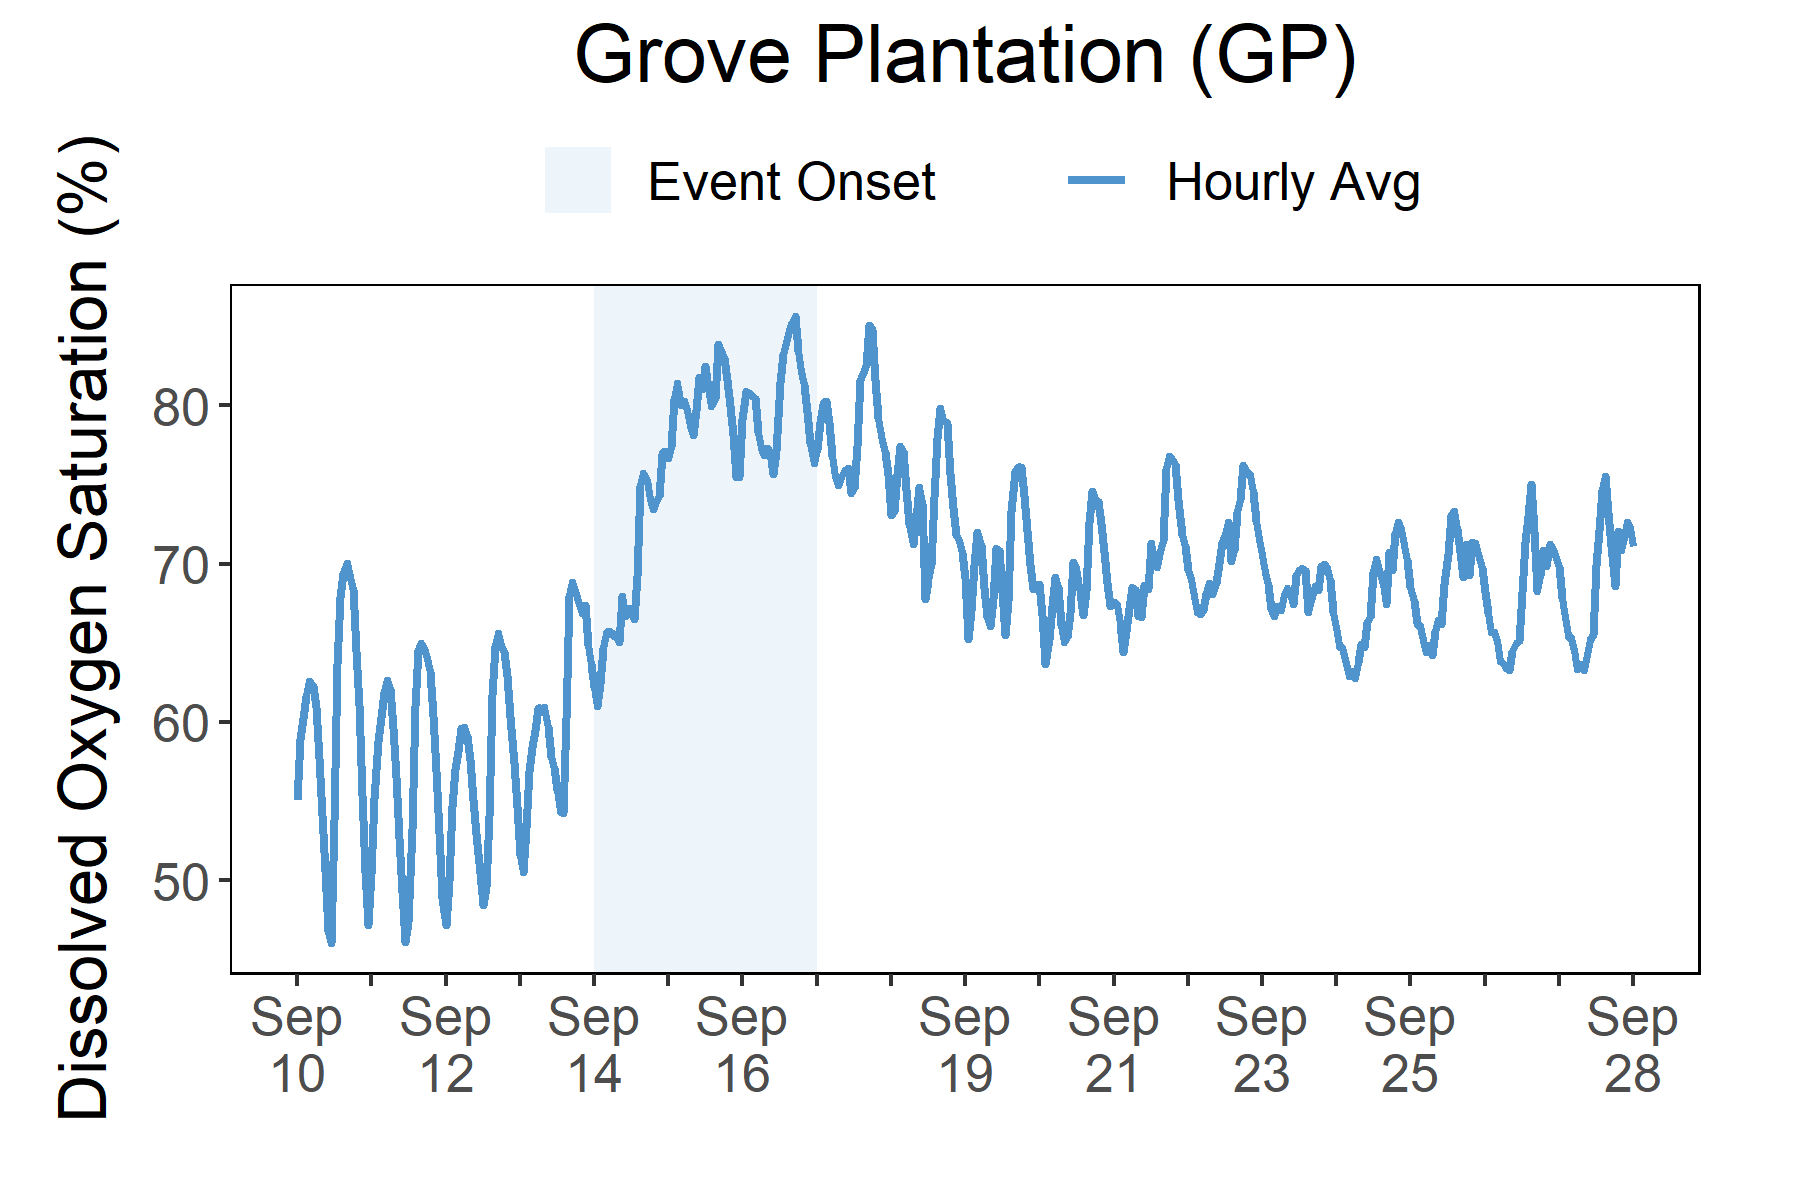 Grove Plantation (GP)
Event Onset
Hourly Avg
Dissolved Oxygen Saturation (%)
80
70
60
50
Sep
10
Sep
12
Sep
14
Sep
16
Sep
19
Sep
21
Sep
23
Sep
25
Sep
28